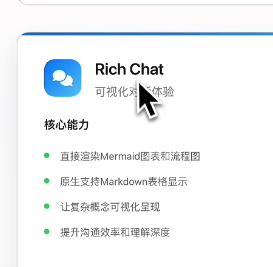 Rich Chat
可视化对话体验
核心能力
直接渲染Mermaid图表和流程图
原生支持Markdown表格显示
让复杂概念可视化呈现
提升沟通效率和理解深度